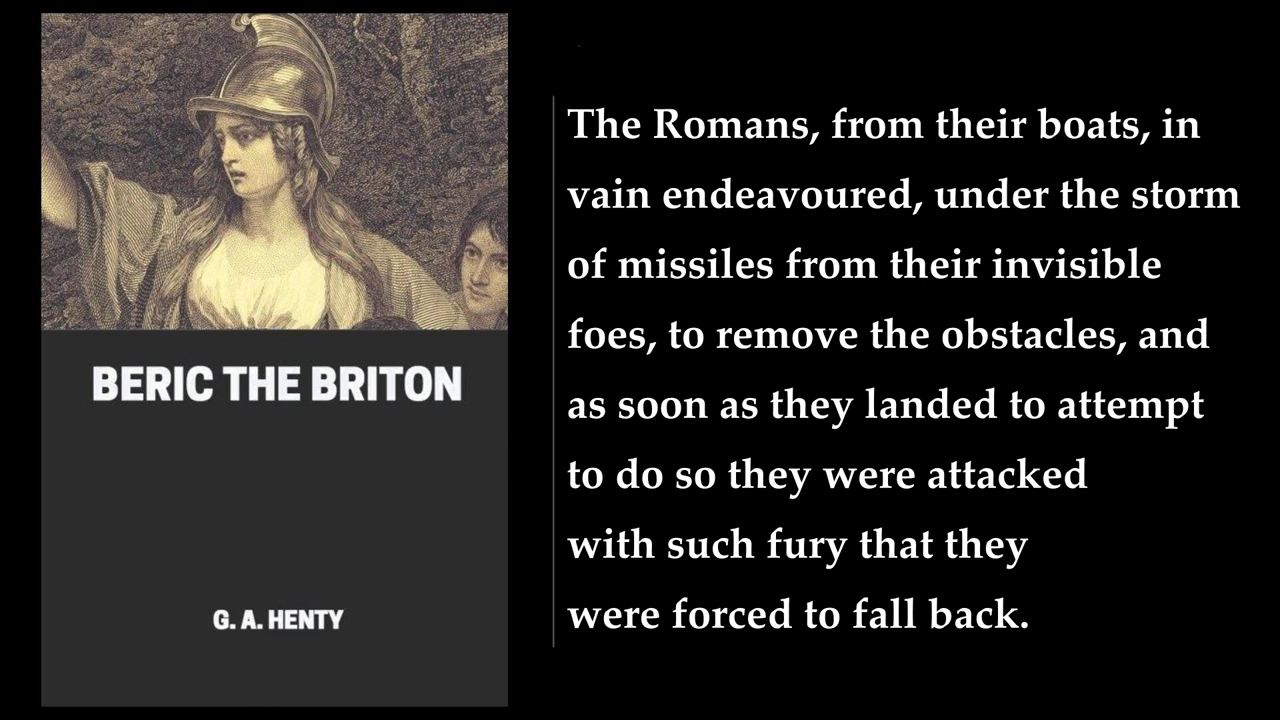 BERIC THE BRITON
G. A. HENTY
The Romans, from their boats, in
vain endeavoured, under the storm
of missiles from their invisible
foes, to remove the obstacles, and
as soon as they landed to attempt
to do so they were attacked
with such fury that they
were forced to fall back.